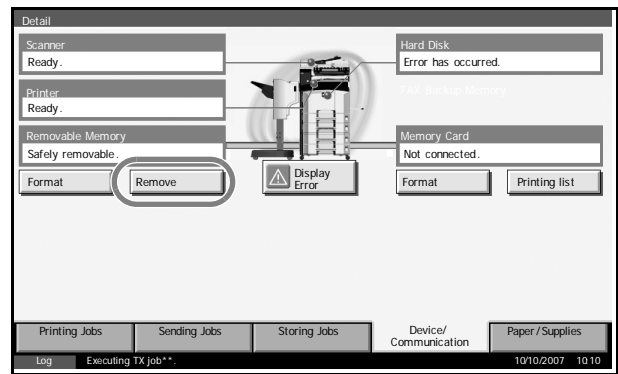 Detail
Scanner
Ready.
Printer
Ready.
Removable Memory
Safely removable.
Format
Remove
Display
Error
Hard Disk
Error has occurred.
FAX Backup Memory
Memory Card
Not connected.
Format
Printing list
Printing Jobs
Sending Jobs
Storing Jobs
Device/
Communication
Paper/Supplies
Log
Executing TX job**.
10/10/2007 10:10